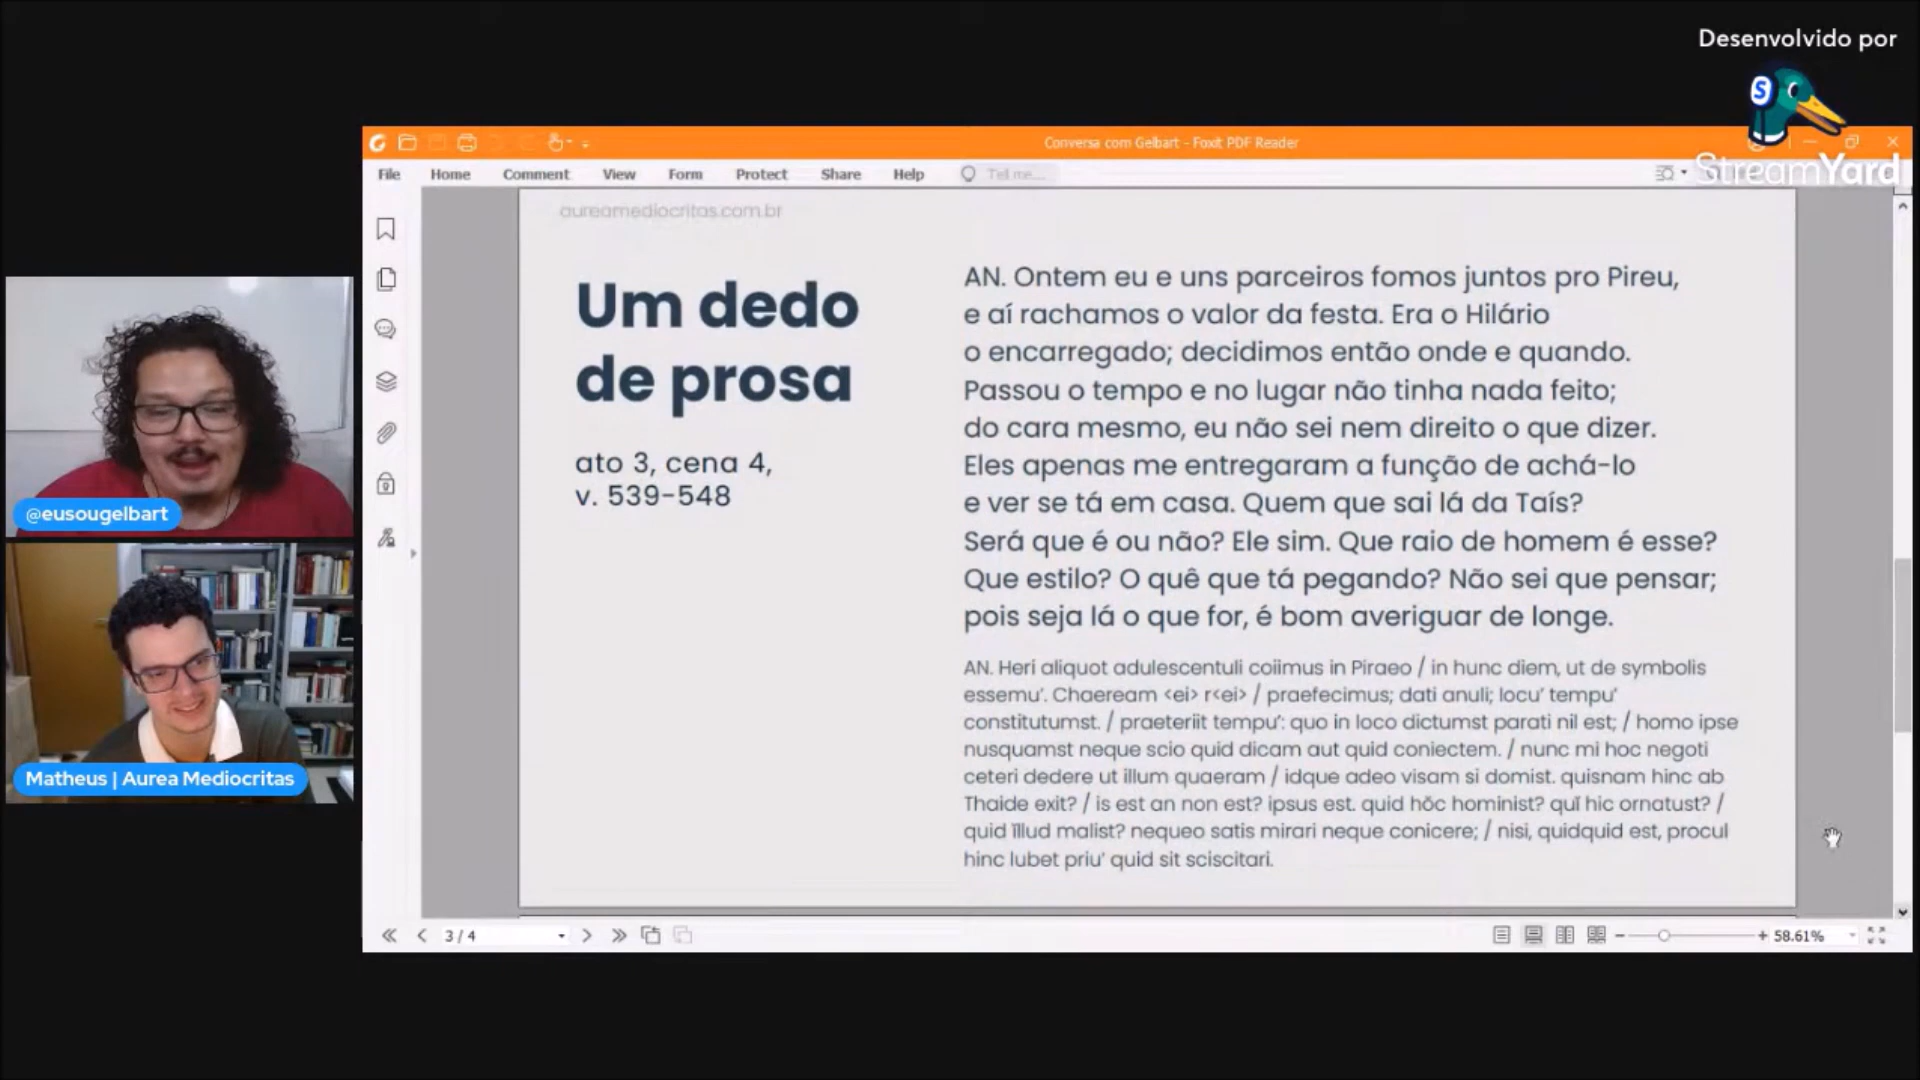 Desenvolvido por
StreamYard
Conversa com Gelbart - Foxit PDF Reader
File Home Comment View Form Protect Share Help Tell me...
aureamediocritas.com.br
Um dedo
de prosa
ato 3, cena 4,
v. 539-548
AN. Ontem eu e uns parceiros fomos juntos pro Pireu,
e aí rachamos o valor da festa. Era o Hilário
o encarregado; decidimos então onde e quando.
Passou o tempo e no lugar não tinha nada feito;
do cara mesmo, eu não sei nem direito o que dizer.
Eles apenas me entregaram a função de achá-lo
e ver se tá em casa. Quem que sai lá da Taís?
Será que é ou não? Ele sim. Que raio de homem é esse?
Que estilo? O quê que tá pegando? Não sei que pensar;
pois seja lá o que for, é bom averiguar de longe.
AN. Heri aliquot adulescentuli coiimus in Piraeo / in hunc diem, ut de symbolis
essemu'. Chaeream <ei> r<ei> / praefecimus; dati anuli; locu' tempu'
constitutumst. / praeteriit tempu': quo in loco dictumst parati nil est; / homo ipse
nusquamst neque scio quid dicam aut quid coniectem. / nunc mi hoc negoti
ceteri dedere ut illum quaeram / idque adeo visam si domist. quisnam hinc ab
Thaide exit? / is est an non est? ipsus est. quid hŏc hominist? quĭ hic ornatust? /
quid ĭllud malist? nequeo satis mirari neque conicere; / nisi, quidquid est, procul
hinc lubet priu' quid sit sciscitari.
@eusougelbart
Matheus | Aurea Mediocritas
3 / 4
58.61%